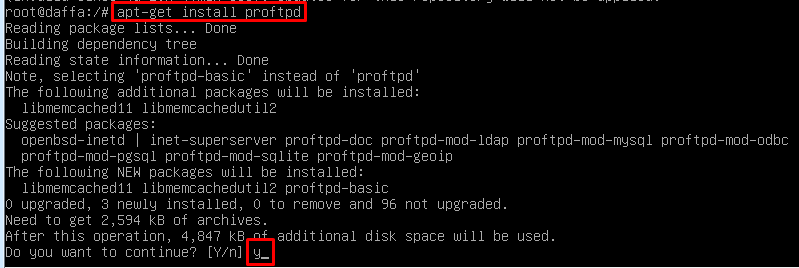 root@daffa:/# apt-get install proftpd
Reading package lists... Done
Building dependency tree
Reading state information... Done
Note, selecting 'proftpd-basic' instead of 'proftpd'
The following additional packages will be installed:
  libmemcached11 libmemcachedutil2
Suggested packages:
  openbsd-inetd | inet-superserver proftpd-doc proftpd-mod-ldap proftpd-mod-mysql proftpd-mod-odbc
  proftpd-mod-pgsql proftpd-mod-sqlite proftpd-mod-geoip
The following NEW packages will be installed:
  libmemcached11 libmemcachedutil2 proftpd-basic
0 upgraded, 3 newly installed, 0 to remove and 96 not upgraded.
Need to get 2,594 kB of archives.
After this operation, 4,847 kB of additional disk space will be used.
Do you want to continue? [Y/n] y_